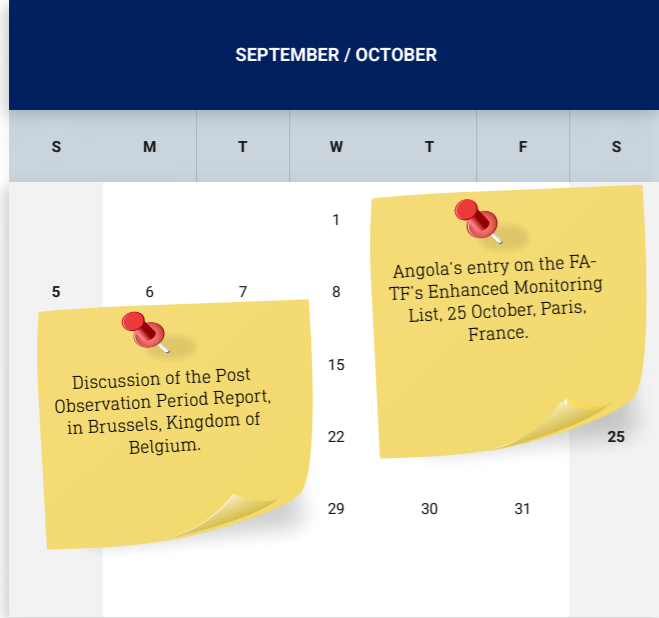 SEPTEMBER / OCTOBER
S M T W T F S
1
Angola's entry on the FA-
TF's Enhanced Monitoring
List, 25 October, Paris,
France.
5 6 7 8
Discussion of the Post
Observation Period Report,
in Brussels, Kingdom of
Belgium.
15
22 25
29 30 31